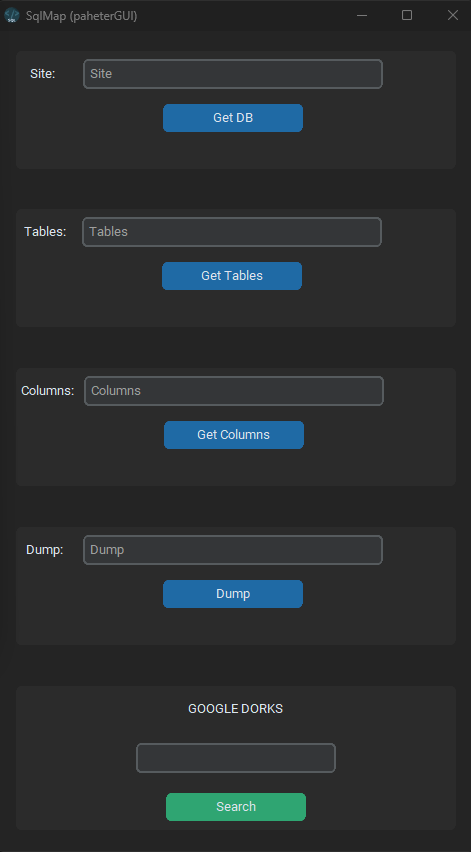 SqlMap (paheterGUI)
Site: Site
Get DB
Tables: Tables
Get Tables
Columns: Columns
Get Columns
Dump: Dump
Dump
GOOGLE DORKS
Search